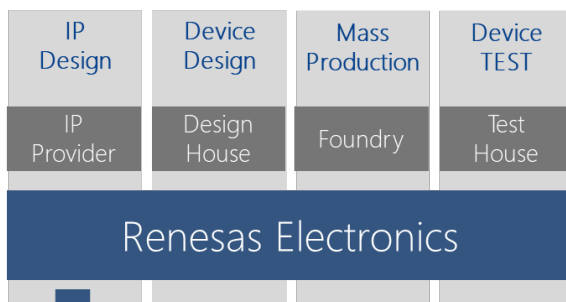 IP
Design
Device
Design
Mass
Production
Device
TEST
IP
Provider
Design
House
Foundry
Test
House
Renesas Electronics